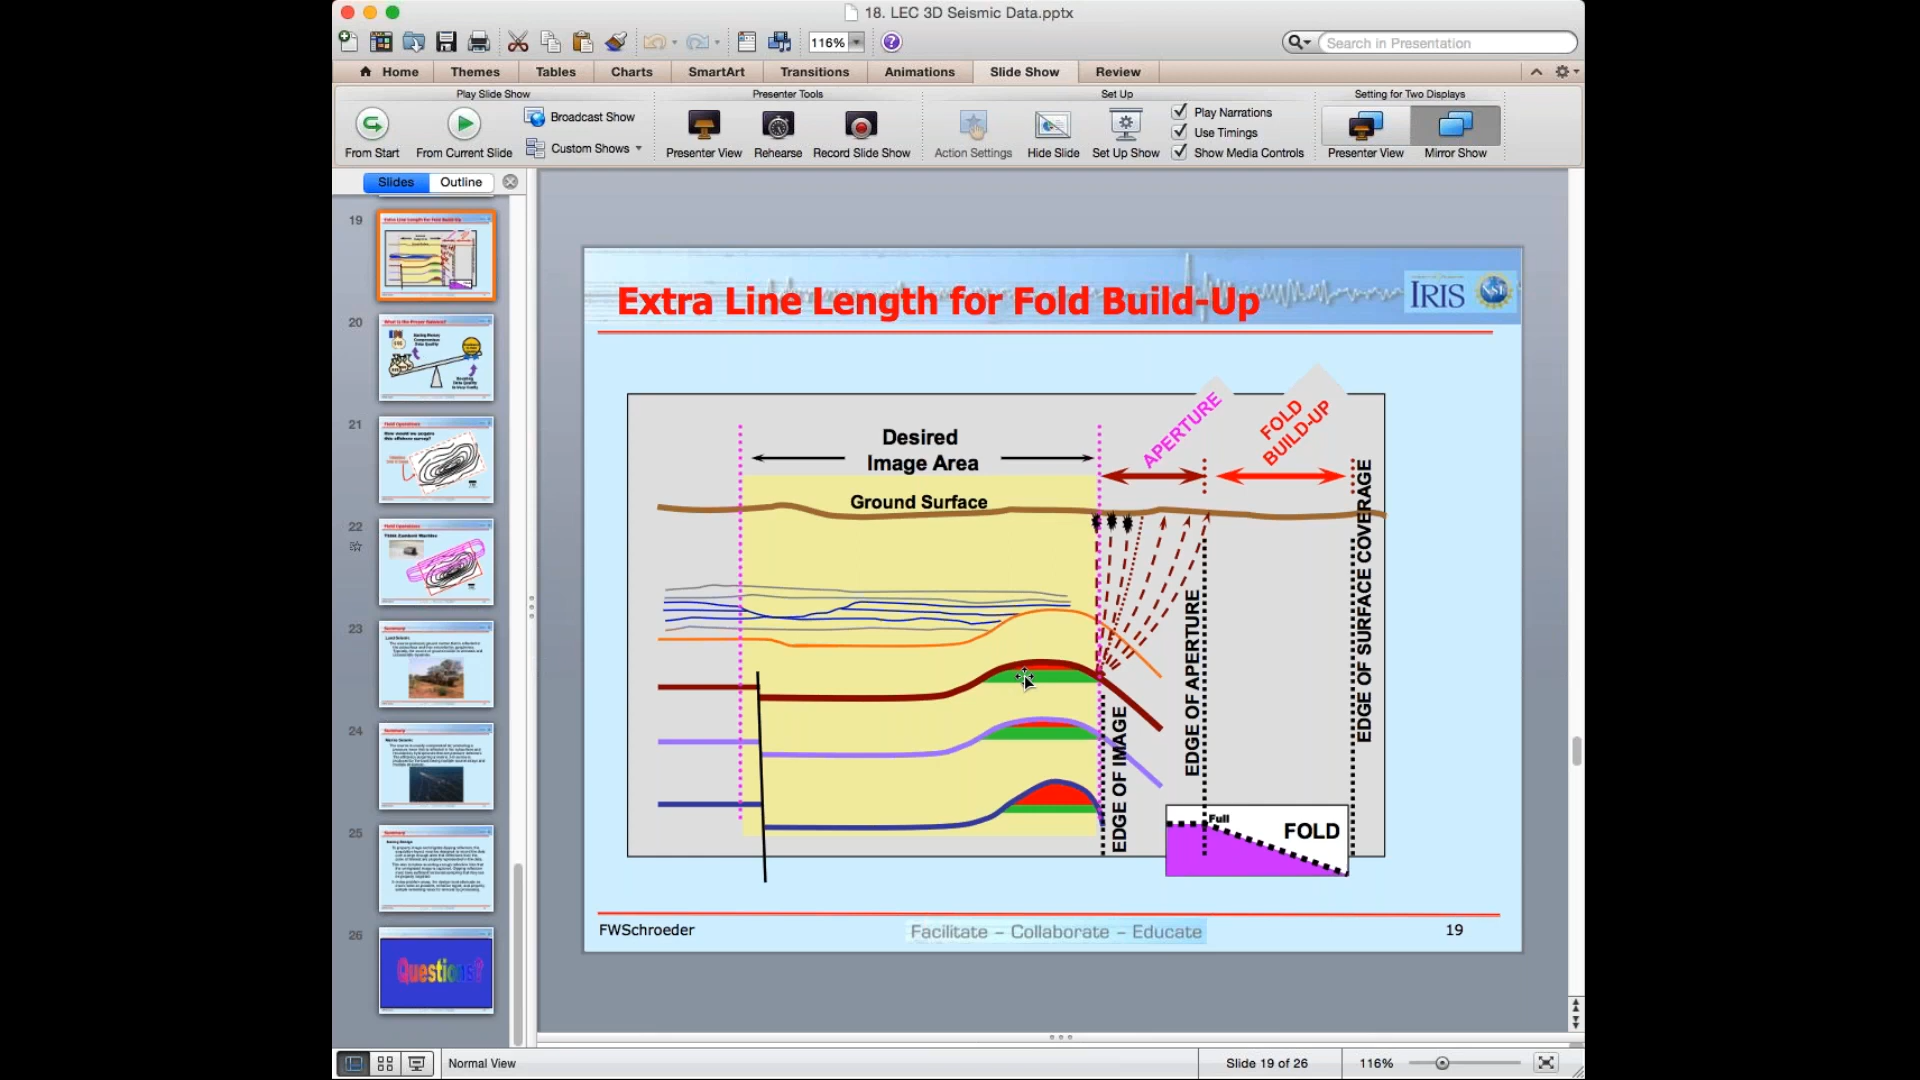 18. LEC 3D Seismic Data.pptx
116%
Search in Presentation
Home
Themes
Tables
Charts
SmartArt
Transitions
Animations
Slide Show
Review
Play Slide Show
Presenter Tools
Set Up
Setting for Two Displays
From Start
From Current Slide
Broadcast Show
Custom Shows
Presenter View
Rehearse
Record Slide Show
Action Settings
Hide Slide
Set Up Show
Play Narrations
Use Timings
Show Media Controls
Presenter View
Mirror Show
Slides
Outline
19
20
21
22
23
24
25
26
Questions?
Extra Line Length for Fold Build-Up
IRIS
NSF
Desired
Image Area
Ground Surface
APERTURE
FOLD
BUILD-UP
EDGE OF IMAGE
EDGE OF APERTURE
EDGE OF SURFACE COVERAGE
Full
FOLD
FWSchroeder
Facilitate – Collaborate – Educate
19
Normal View
Slide 19 of 26
116%